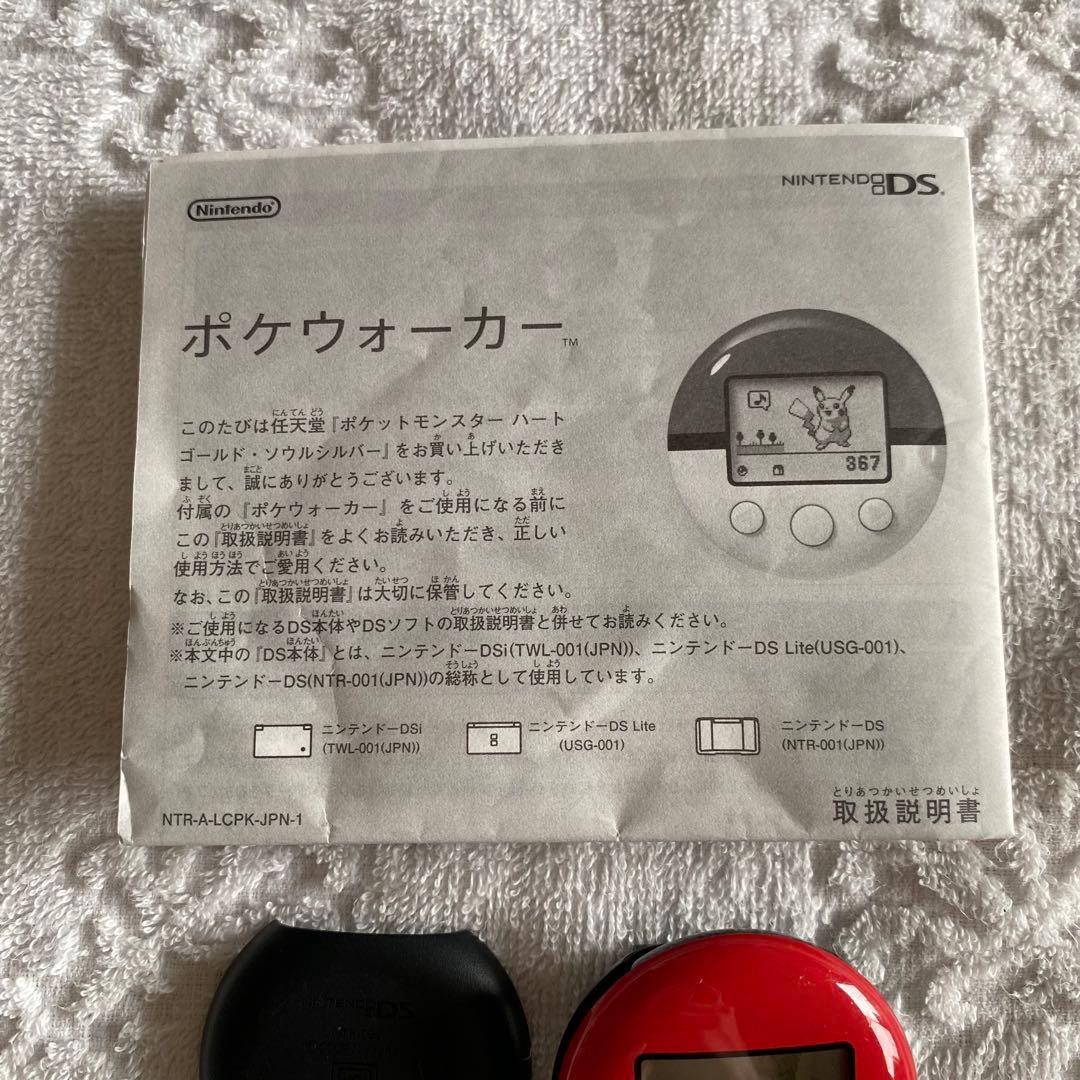 Nintendo
NINTENDO DS
ポケウォーカー™
367
このたびは任天堂『ポケットモンスター ハート
ゴールド・ソウルシルバー』をお買い上げいただき
まして、誠にありがとうございます。
付属の『ポケウォーカー』をご使用になる前に
この『取扱説明書』をよくお読みいただき、正しい
使用方法でご愛用ください。
なお、この『取扱説明書』は大切に保管してください。
※ご使用になるDS本体やDSソフトの取扱説明書と併せてお読みください。
※本文中の『DS本体』とは、ニンテンドーDSi(TWL-001(JPN))、ニンテンドーDS Lite(USG-001)、
ニンテンドーDS(NTR-001(JPN))の総称として使用しています。
ニンテンドーDSi
(TWL-001(JPN))
ニンテンドーDS Lite
(USG-001)
ニンテンドーDS
(NTR-001(JPN))
NTR-A-LCPK-JPN-1
とりあつかいせつめいしょ
取扱説明書
NINTENDO DS